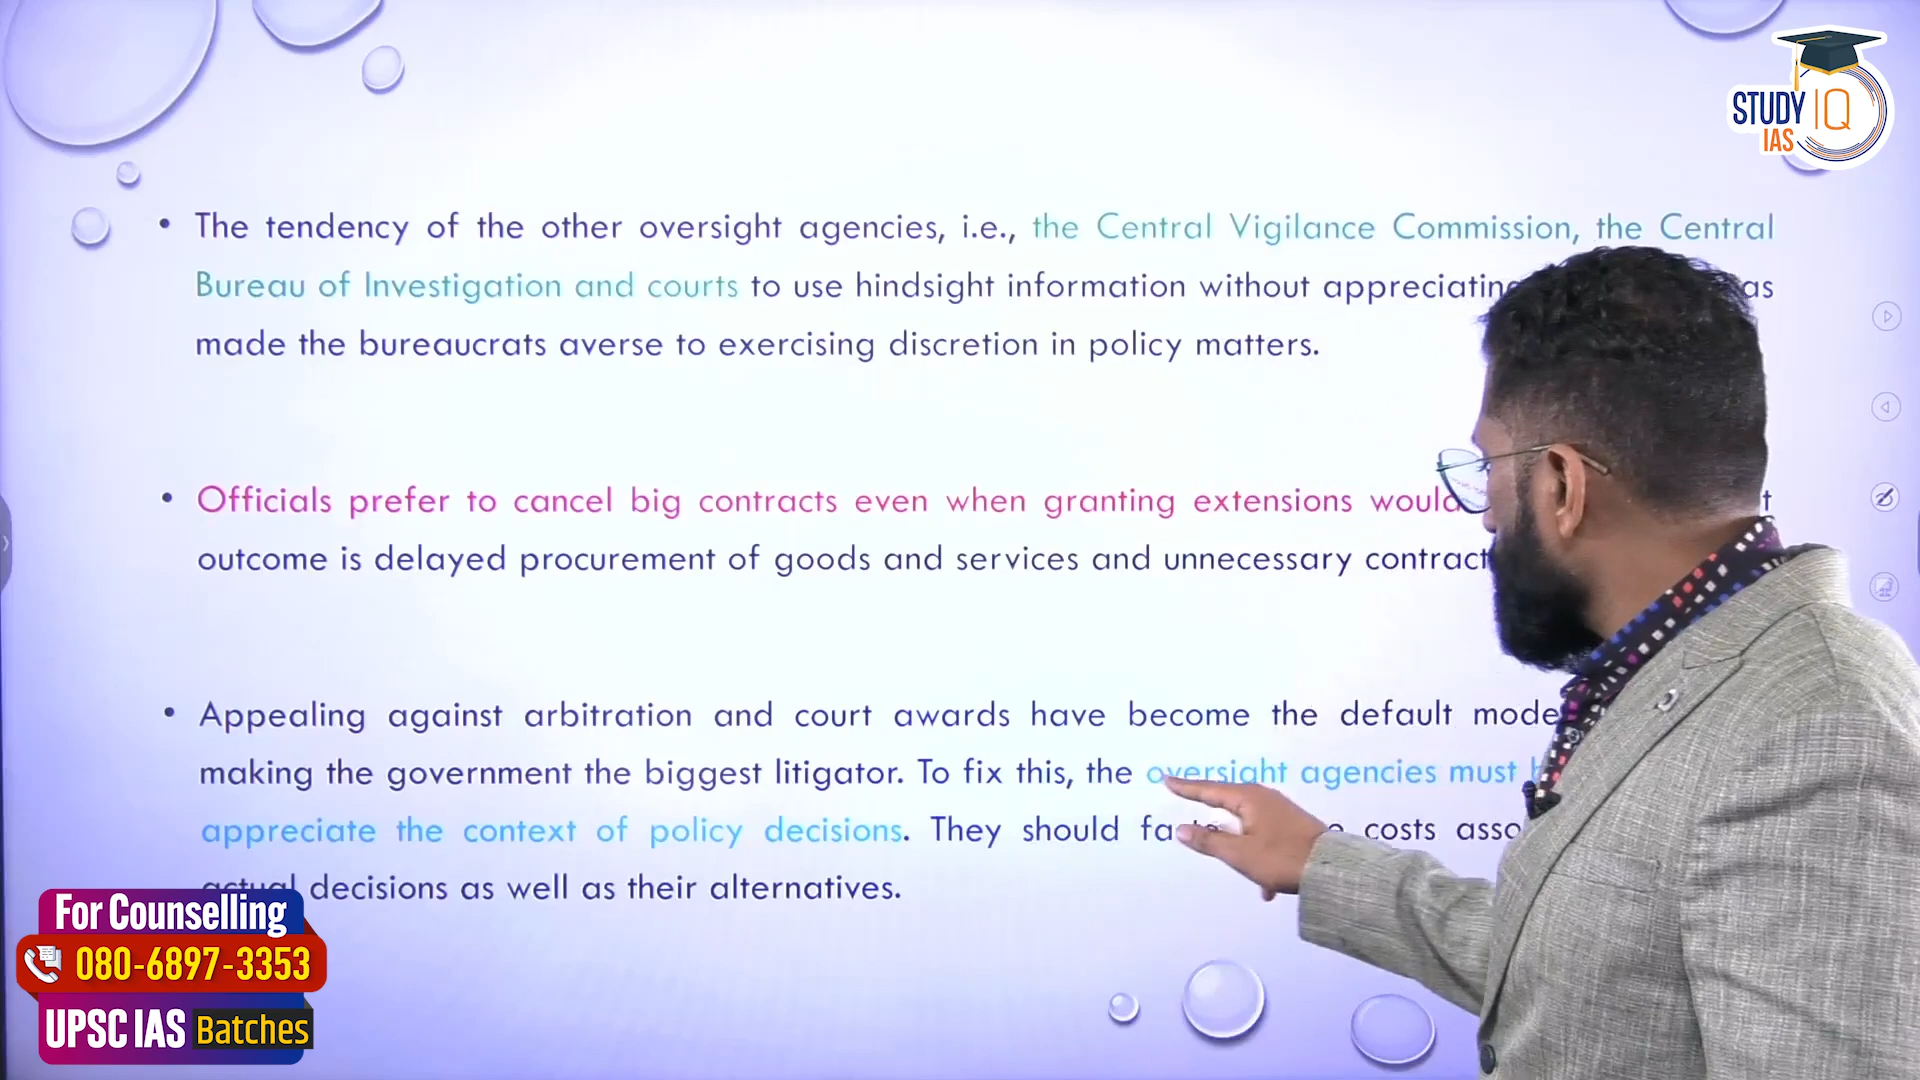 STUDY IQ
IAS
• The tendency of the other oversight agencies, i.e., the Central Vigilance Commission, the Central
Bureau of Investigation and courts to use hindsight information without appreciating as
made the bureaucrats averse to exercising discretion in policy matters.
• Officials prefer to cancel big contracts even when granting extensions would
outcome is delayed procurement of goods and services and unnecessary contract
• Appealing against arbitration and court awards have become the default mode
making the government the biggest litigator. To fix this, the oversight agencies must
appreciate the context of policy decisions. They should costs
actual decisions as well as their alternatives.
For Counselling
080-6897-3353
UPSC IAS Batches